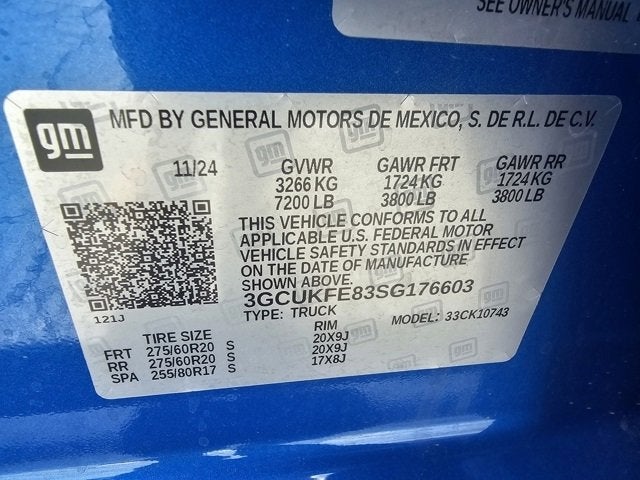 SEE OWNER'S MANUAL
gm
MFD BY GENERAL MOTORS DE MEXICO, S. DE R.L. DE C.V.
11/24 GVWR GAWR FRT GAWR RR
3266 KG 1724 KG 1724 KG
7200 LB 3800 LB 3800 LB
THIS VEHICLE CONFORMS TO ALL
APPLICABLE U.S. FEDERAL MOTOR
VEHICLE SAFETY STANDARDS IN EFFECT
ON THE DATE OF MANUFACTURE
SHOWN ABOVE.
3GCUKFE83SG176603
121J TYPE: TRUCK MODEL: 33CK10743
TIRE SIZE RIM
FRT 275/60R20 S 20X9J
RR 275/60R20 S 20X9J
SPA 255/80R17 S 17X8J